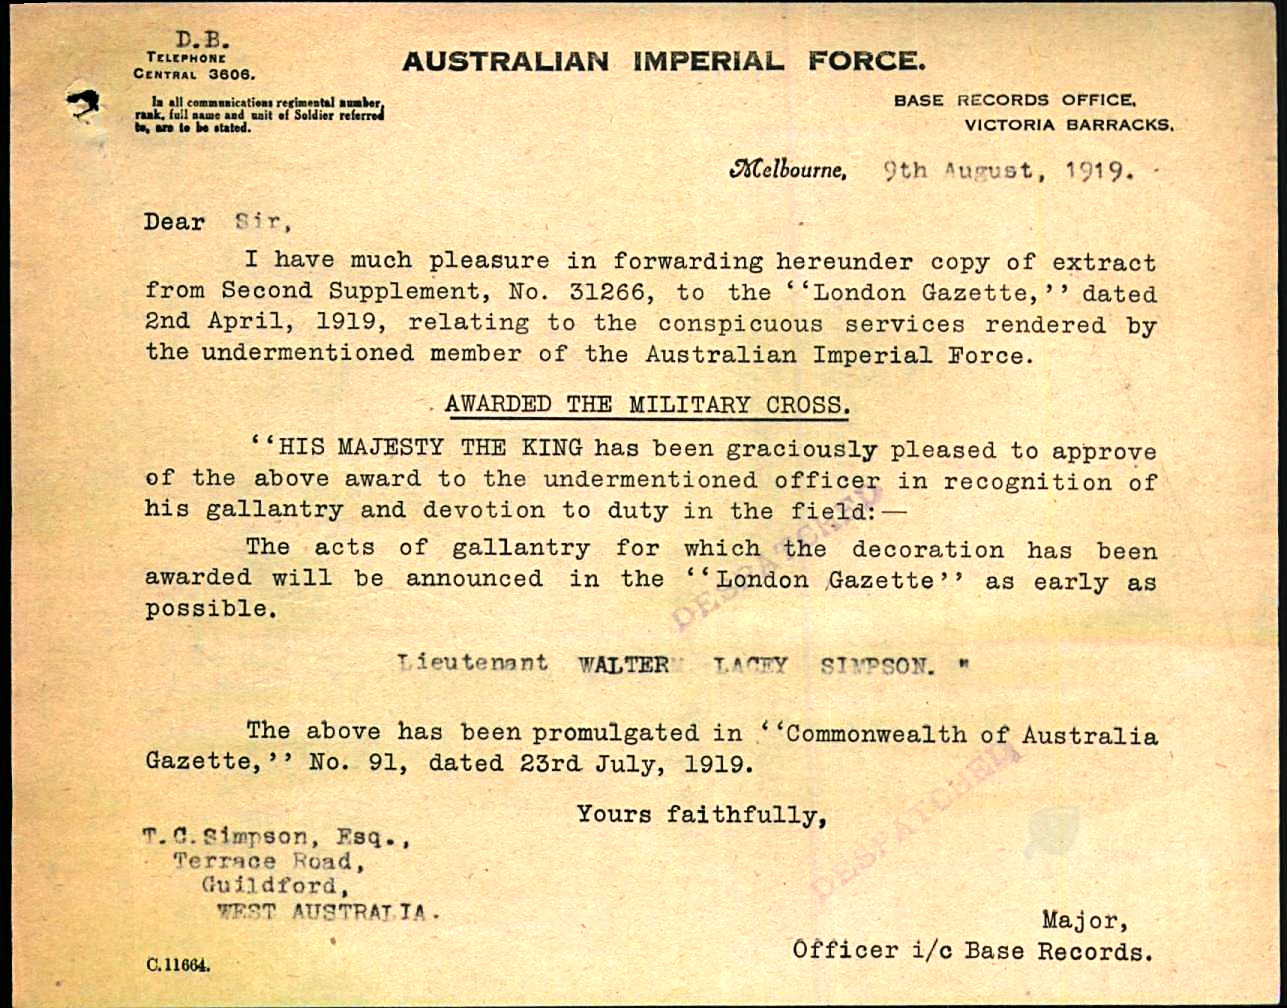 D.B.
TELEPHONE
CENTRAL 3606.
AUSTRALIAN IMPERIAL FORCE.
In all communications regimental number,
rank, full name and unit of Soldier referred
to, are to be stated.
BASE RECORDS OFFICE,
VICTORIA BARRACKS,
Melbourne, 9th August, 1919.
Dear Sir,
I have much pleasure in forwarding hereunder copy of extract
from Second Supplement, No. 31266, to the ‘‘London Gazette,’’ dated
2nd April, 1919, relating to the conspicuous services rendered by
the undermentioned member of the Australian Imperial Force.
AWARDED THE MILITARY CROSS.
‘‘HIS MAJESTY THE KING has been graciously pleased to approve
of the above award to the undermentioned officer in recognition of
his gallantry and devotion to duty in the field:—
The acts of gallantry for which the decoration has been
awarded will be announced in the ‘‘London Gazette’’ as early as
possible.
DESPATCHED
Lieutenant WALTER LACEY SIMPSON. "
The above has been promulgated in ‘‘Commonwealth of Australia
Gazette,’’ No. 91, dated 23rd July, 1919.
Yours faithfully,
DESPATCHED
T.C.Simpson, Esq.,
Terrace Road,
Guildford,
WEST AUSTRALIA.
Major,
Officer i/c Base Records.
C.11664.